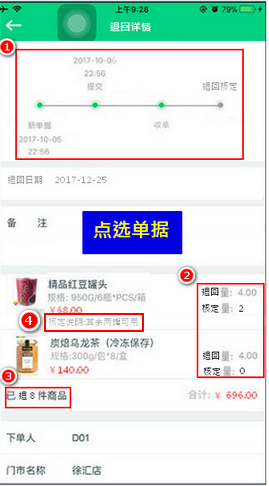 上午9:28
79%
退回详情
1
2017-10-06
22:56
提交
退回核定
新单据
收单
2017-10-06
22:56
退回日期 2017-12-25
备 注
点选单据
2
精品红豆罐头
规格: 950G/6瓶*PCS/箱
¥58.00
退回量: 4.00
核定量: 2
4
核定说明:其余两罐可用
炭焙乌龙茶（冷冻保存）
规格:300g/包*8/盒
¥140.00
退回量: 4.00
核定量: 0
3
已退8件商品
合计: ¥ 696.00
下单人 D01
门市名称 徐汇店